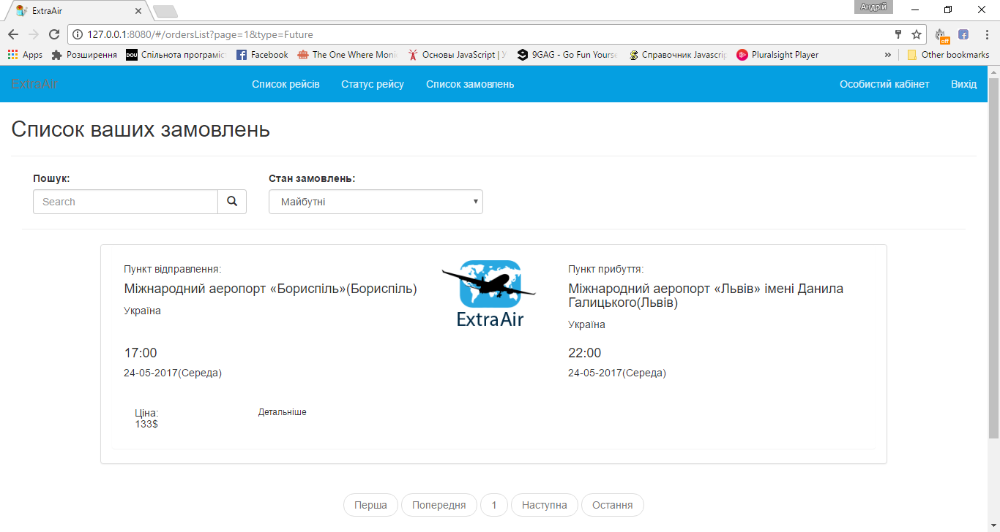 ExtraAir
Андрій
127.0.0.1:8080/#/ordersList?page=1&type=Future
off
Apps
Розширення
DOU
Спільнота програміс
Facebook
The One Where Moni
Основы JavaScript | У
9GAG - Go Fun Yourse
Справочник Javascrip
Pluralsight Player
»
Other bookmarks
ExtraAir
Список рейсів
Статус рейсу
Список замовлень
Особистий кабінет
Вихід
Список ваших замовлень
Пошук:
Стан замовлень:
Search
Майбутні
Пункт відправлення:
Міжнародний аеропорт «Бориспіль»(Бориспіль)
Україна
17:00
24-05-2017(Середа)
ExtraAir
Пункт прибуття:
Міжнародний аеропорт «Львів» імені Данила
Галицького(Львів)
Україна
22:00
24-05-2017(Середа)
Ціна:
133$
Детальніше
Перша
Попередня
1
Наступна
Остання